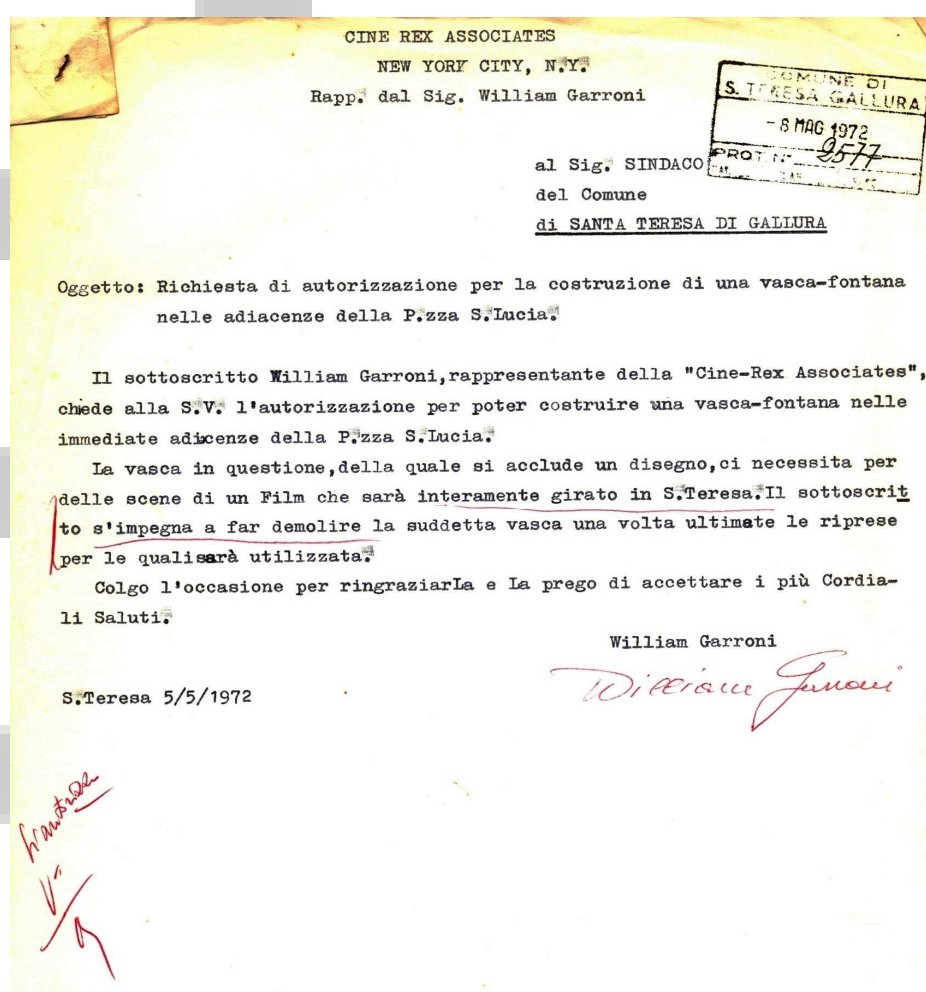 CINE REX ASSOCIATES
NEW YORK CITY, N.Y.
Rapp. dal Sig. William Garroni
COMUNE DI
S. TERESA GALLURA
- 8 MAG 1972
PROT. N° 2577
al Sig. SINDACO
del Comune
di SANTA TERESA DI GALLURA
Oggetto: Richiesta di autorizzazione per la costruzione di una vasca-fontana
nelle adiacenze della P.zza S.Lucia.
Il sottoscritto William Garroni,rappresentante della "Cine-Rex Associates",
chiede alla S.V. l'autorizzazione per poter costruire una vasca-fontana nelle
immediate adicenze della P.zza S.Lucia.
La vasca in questione,della quale si acclude un disegno,ci necessita per
delle scene di un Film che sarà interamente girato in S.Teresa.Il sottoscrit
to s'impegna a far demolire la suddetta vasca una volta ultimate le riprese
per le qualisarà utilizzata.
Colgo l'occasione per ringraziarLa e La prego di accettare i più Cordia-
li Saluti.
William Garroni
William Garroni
S.Teresa 5/5/1972